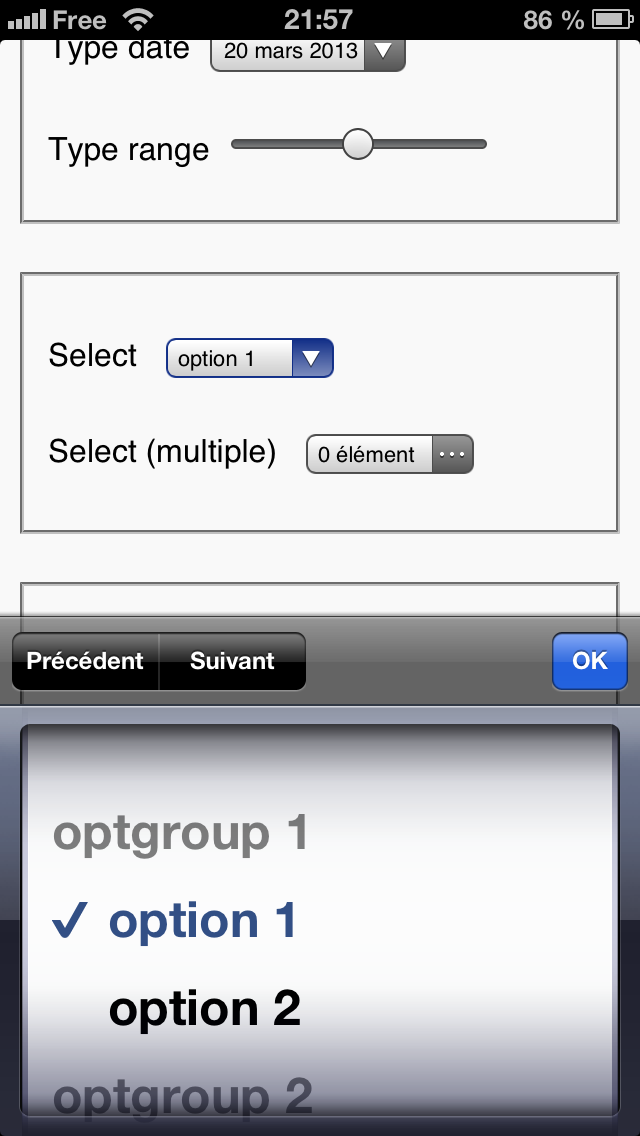 Free 21:57 86 %
Type date 20 mars 2013
Type range
Select option 1
Select (multiple) 0 élément
Précédent Suivant OK
optgroup 1
✓ option 1
option 2
optgroup 2